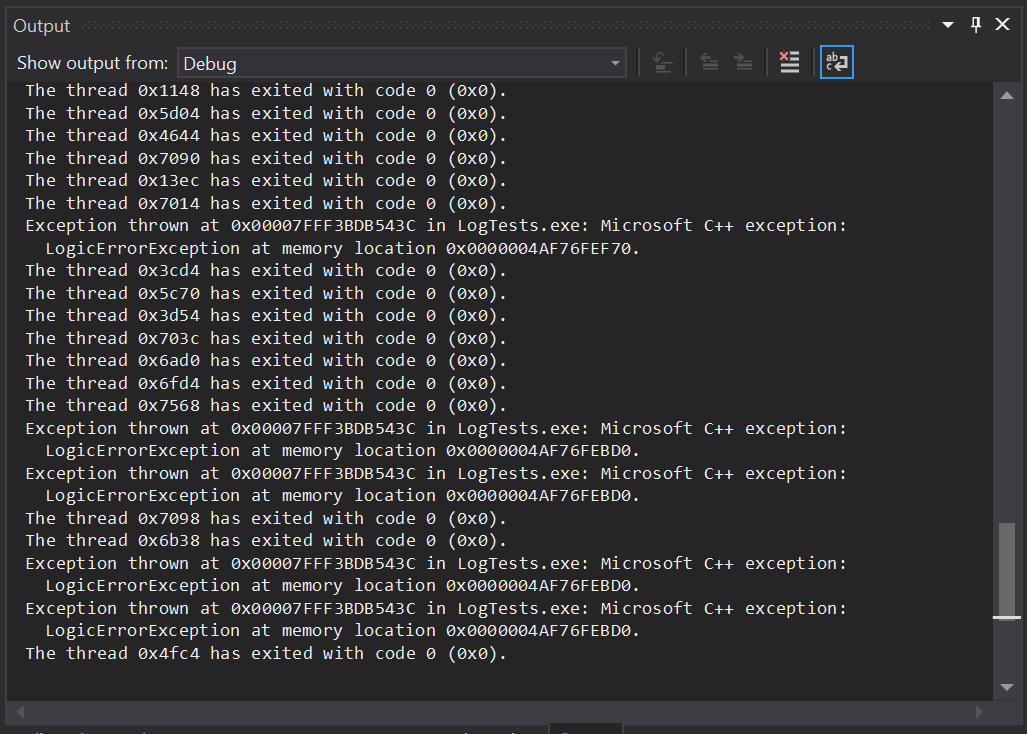 Output
Show output from: Debug
The thread 0x1148 has exited with code 0 (0x0).
The thread 0x5d04 has exited with code 0 (0x0).
The thread 0x4644 has exited with code 0 (0x0).
The thread 0x7090 has exited with code 0 (0x0).
The thread 0x13ec has exited with code 0 (0x0).
The thread 0x7014 has exited with code 0 (0x0).
Exception thrown at 0x00007FFF3BDB543C in LogTests.exe: Microsoft C++ exception:
LogicErrorException at memory location 0x0000004AF76FEF70.
The thread 0x3cd4 has exited with code 0 (0x0).
The thread 0x5c70 has exited with code 0 (0x0).
The thread 0x3d54 has exited with code 0 (0x0).
The thread 0x703c has exited with code 0 (0x0).
The thread 0x6ad0 has exited with code 0 (0x0).
The thread 0x6fd4 has exited with code 0 (0x0).
The thread 0x7568 has exited with code 0 (0x0).
Exception thrown at 0x00007FFF3BDB543C in LogTests.exe: Microsoft C++ exception:
LogicErrorException at memory location 0x0000004AF76FEBD0.
Exception thrown at 0x00007FFF3BDB543C in LogTests.exe: Microsoft C++ exception:
LogicErrorException at memory location 0x0000004AF76FEBD0.
The thread 0x7098 has exited with code 0 (0x0).
The thread 0x6b38 has exited with code 0 (0x0).
Exception thrown at 0x00007FFF3BDB543C in LogTests.exe: Microsoft C++ exception:
LogicErrorException at memory location 0x0000004AF76FEBD0.
Exception thrown at 0x00007FFF3BDB543C in LogTests.exe: Microsoft C++ exception:
LogicErrorException at memory location 0x0000004AF76FEBD0.
The thread 0x4fc4 has exited with code 0 (0x0).